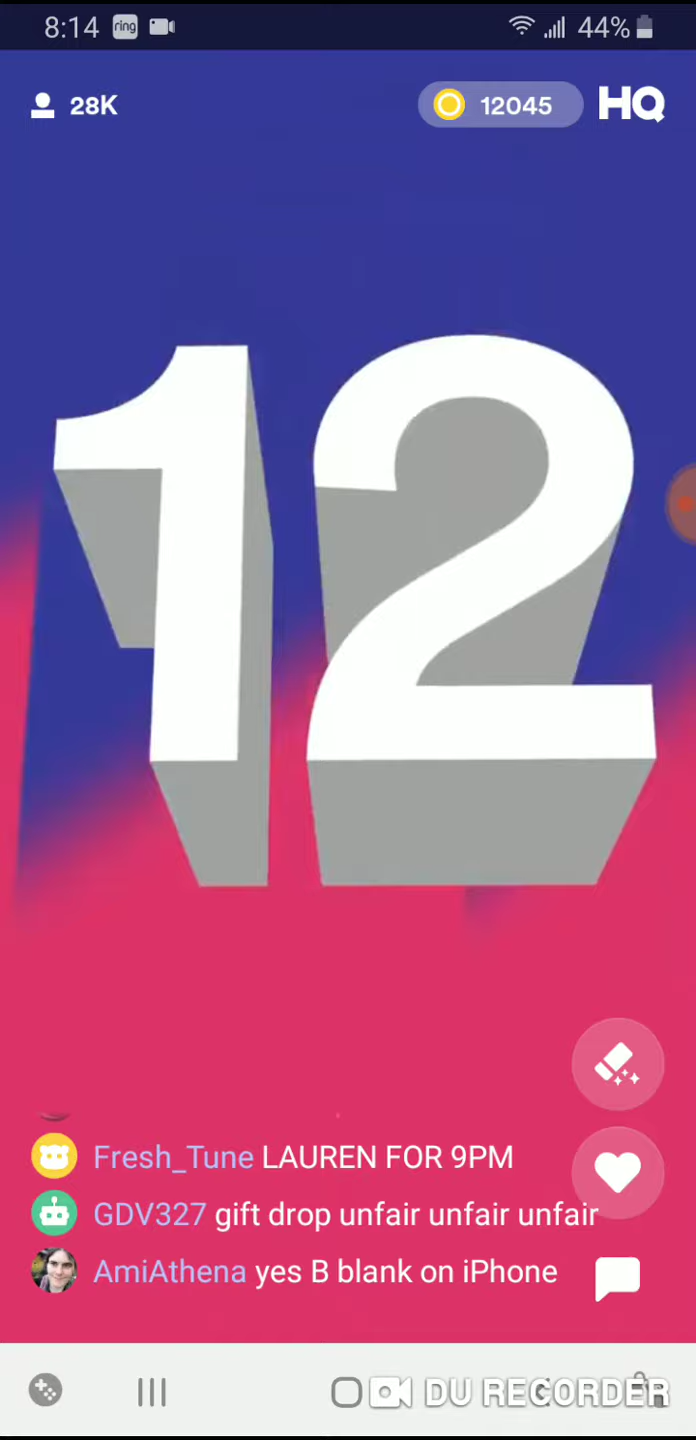 8:14 ring 44%
28K 12045 HQ
12
Fresh_Tune LAUREN FOR 9PM
GDV327 gift drop unfair unfair unfair
AmiAthena yes B blank on iPhone
DU RECORDER